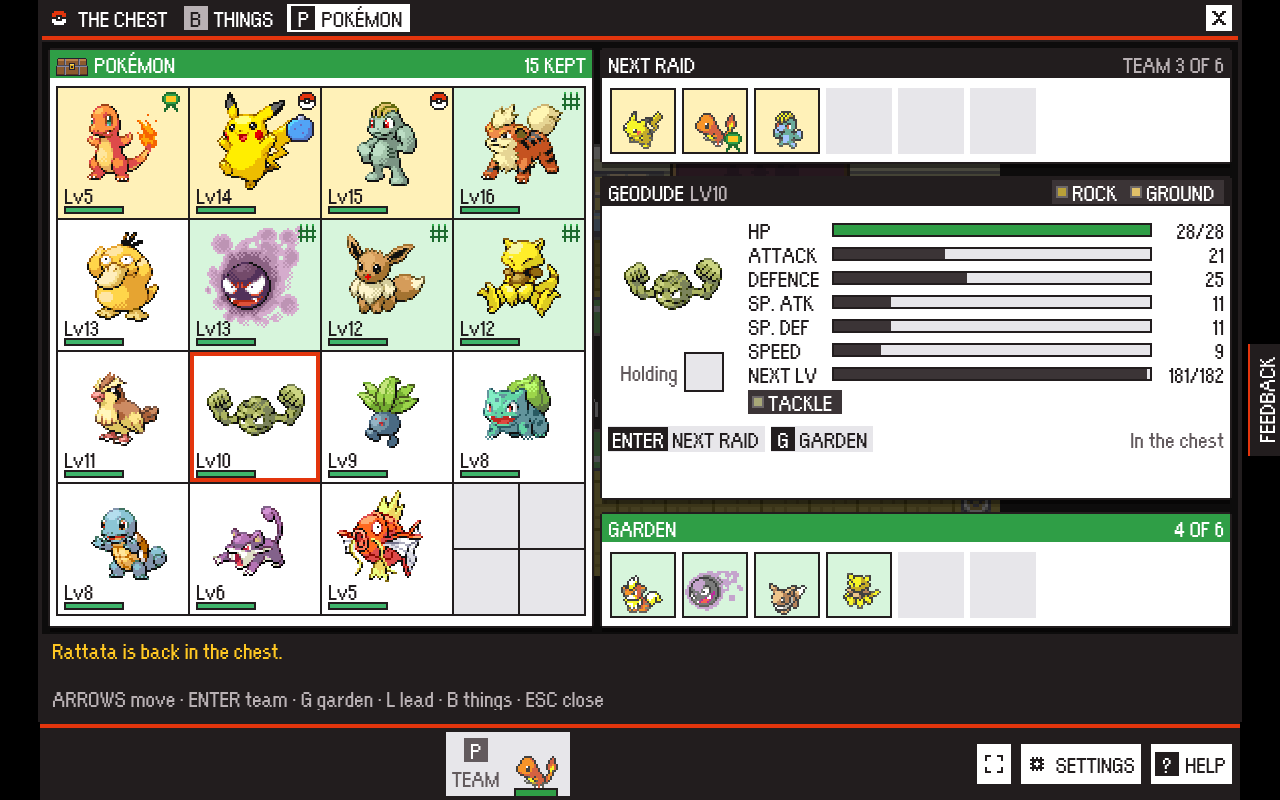 THE CHEST B THINGS P POKÉMON X
POKÉMON 15 KEPT
Lv5 Lv14 Lv15 Lv16
Lv13 Lv13 Lv12 Lv12
Lv11 Lv10 Lv9 Lv8
Lv8 Lv6 Lv5
NEXT RAID TEAM 3 OF 6
GEODUDE LV10 ROCK GROUND
HP 28/28
ATTACK 21
DEFENCE 25
SP. ATK 11
SP. DEF 11
SPEED 9
NEXT LV 181/182
Holding
TACKLE
ENTER NEXT RAID G GARDEN In the chest
GARDEN 4 OF 6
FEEDBACK
Rattata is back in the chest.
ARROWS move · ENTER team · G garden · L lead · B things · ESC close
P
TEAM
SETTINGS ? HELP